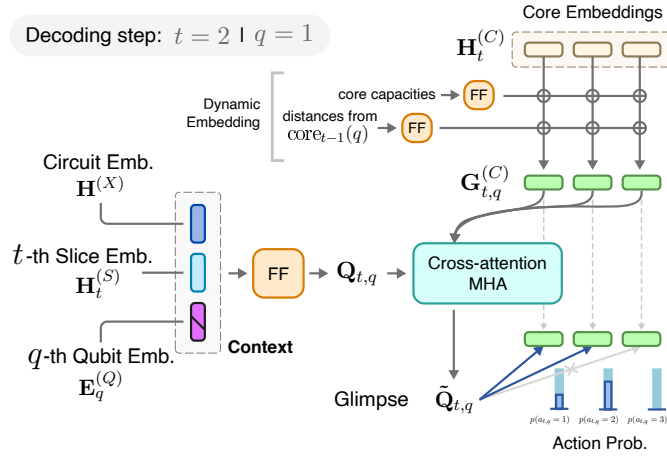 Decoding step: t = 2 | q = 1
Core Embeddings
H_t^{(C)}
core capacities
FF
Dynamic
Embedding
distances from
core_{t−1}(q)
FF
Circuit Emb.
H^{(X)}
G_{t,q}^{(C)}
t-th Slice Emb.
H_t^{(S)}
FF
Q_{t,q}
Cross-attention
MHA
Context
q-th Qubit Emb.
E_q^{(Q)}
Glimpse
Q̃_{t,q}
p(a_{t,q} = 1)
p(a_{t,q} = 2)
p(a_{t,q} = 3)
Action Prob.